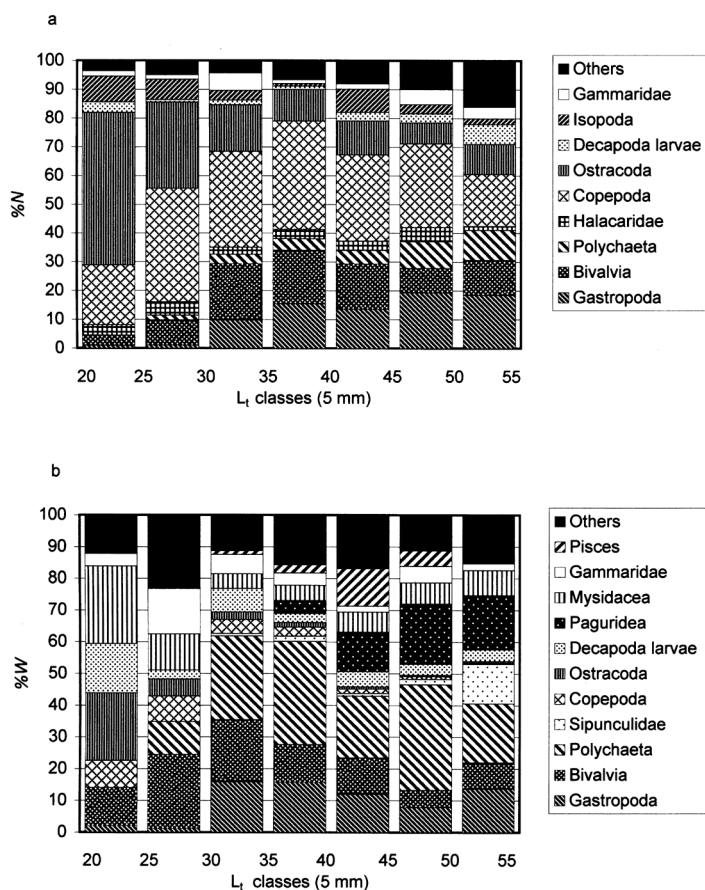 a
100
90
80
70
60
50
40
30
20
10
0
%N
20 25 30 35 40 45 50 55
Lt classes (5 mm)
Others
Gammaridae
Isopoda
Decapoda larvae
Ostracoda
Copepoda
Halacaridae
Polychaeta
Bivalvia
Gastropoda
b
100
90
80
70
60
50
40
30
20
10
0
%W
20 25 30 35 40 45 50 55
Lt classes (5 mm)
Others
Pisces
Gammaridae
Mysidacea
Paguridea
Decapoda larvae
Ostracoda
Copepoda
Sipunculidae
Polychaeta
Bivalvia
Gastropoda